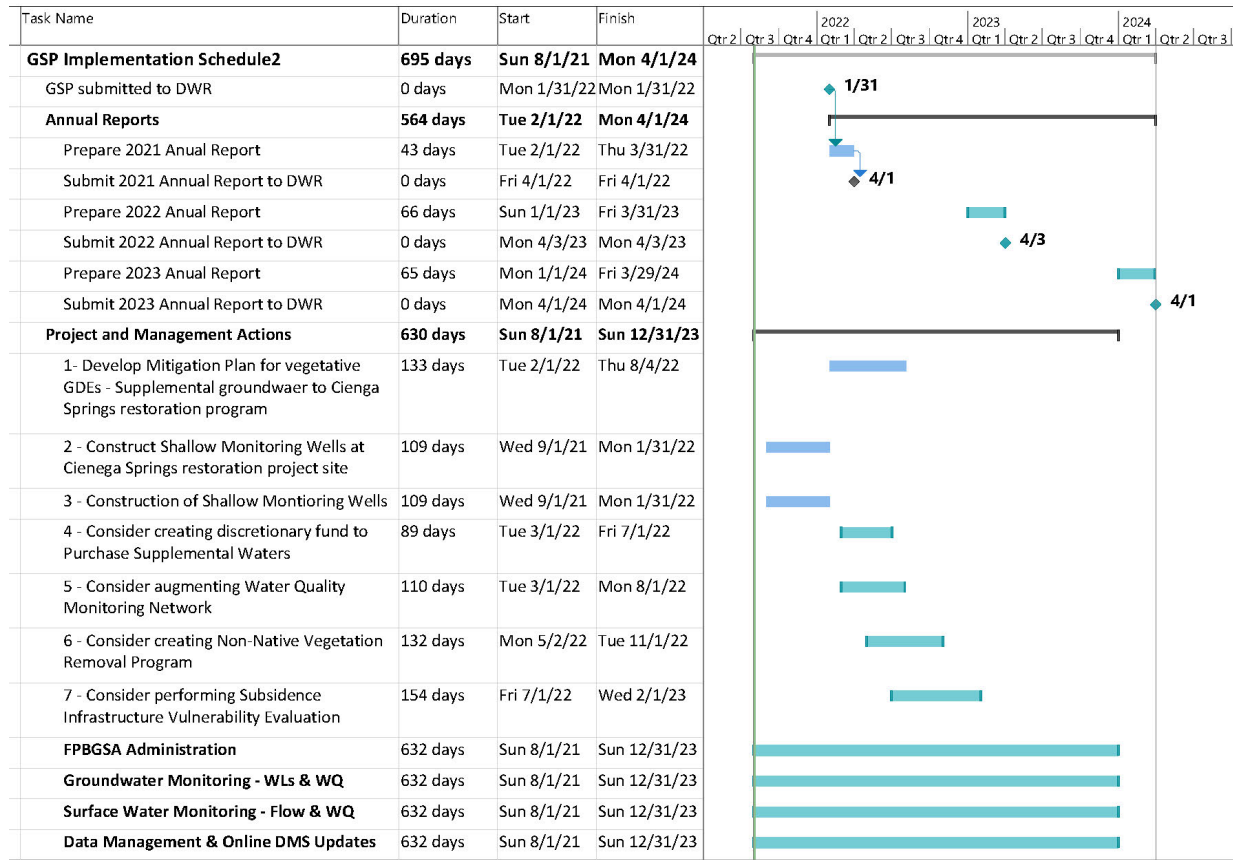 Task Name Duration Start Finish 2022 2023 2024
Qtr 2 Qtr 3 Qtr 4 Qtr 1 Qtr 2 Qtr 3 Qtr 4 Qtr 1 Qtr 2 Qtr 3 Qtr 4 Qtr 1 Qtr 2 Qtr 3
GSP Implementation Schedule2 695 days Sun 8/1/21 Mon 4/1/24
GSP submitted to DWR 0 days Mon 1/31/22 Mon 1/31/22 1/31
Annual Reports 564 days Tue 2/1/22 Mon 4/1/24
Prepare 2021 Anual Report 43 days Tue 2/1/22 Thu 3/31/22
Submit 2021 Annual Report to DWR 0 days Fri 4/1/22 Fri 4/1/22 4/1
Prepare 2022 Anual Report 66 days Sun 1/1/23 Fri 3/31/23
Submit 2022 Annual Report to DWR 0 days Mon 4/3/23 Mon 4/3/23 4/3
Prepare 2023 Anual Report 65 days Mon 1/1/24 Fri 3/29/24
Submit 2023 Annual Report to DWR 0 days Mon 4/1/24 Mon 4/1/24 4/1
Project and Management Actions 630 days Sun 8/1/21 Sun 12/31/23
1- Develop Mitigation Plan for vegetative 133 days Tue 2/1/22 Thu 8/4/22
GDEs - Supplemental groundwaer to Cienga
Springs restoration program
2 - Construct Shallow Monitoring Wells at 109 days Wed 9/1/21 Mon 1/31/22
Cienega Springs restoration project site
3 - Construction of Shallow Montioring Wells 109 days Wed 9/1/21 Mon 1/31/22
4 - Consider creating discretionary fund to 89 days Tue 3/1/22 Fri 7/1/22
Purchase Supplemental Waters
5 - Consider augmenting Water Quality 110 days Tue 3/1/22 Mon 8/1/22
Monitoring Network
6 - Consider creating Non-Native Vegetation 132 days Mon 5/2/22 Tue 11/1/22
Removal Program
7 - Consider performing Subsidence 154 days Fri 7/1/22 Wed 2/1/23
Infrastructure Vulnerability Evaluation
FPBGSA Administration 632 days Sun 8/1/21 Sun 12/31/23
Groundwater Monitoring - WLs & WQ 632 days Sun 8/1/21 Sun 12/31/23
Surface Water Monitoring - Flow & WQ 632 days Sun 8/1/21 Sun 12/31/23
Data Management & Online DMS Updates 632 days Sun 8/1/21 Sun 12/31/23